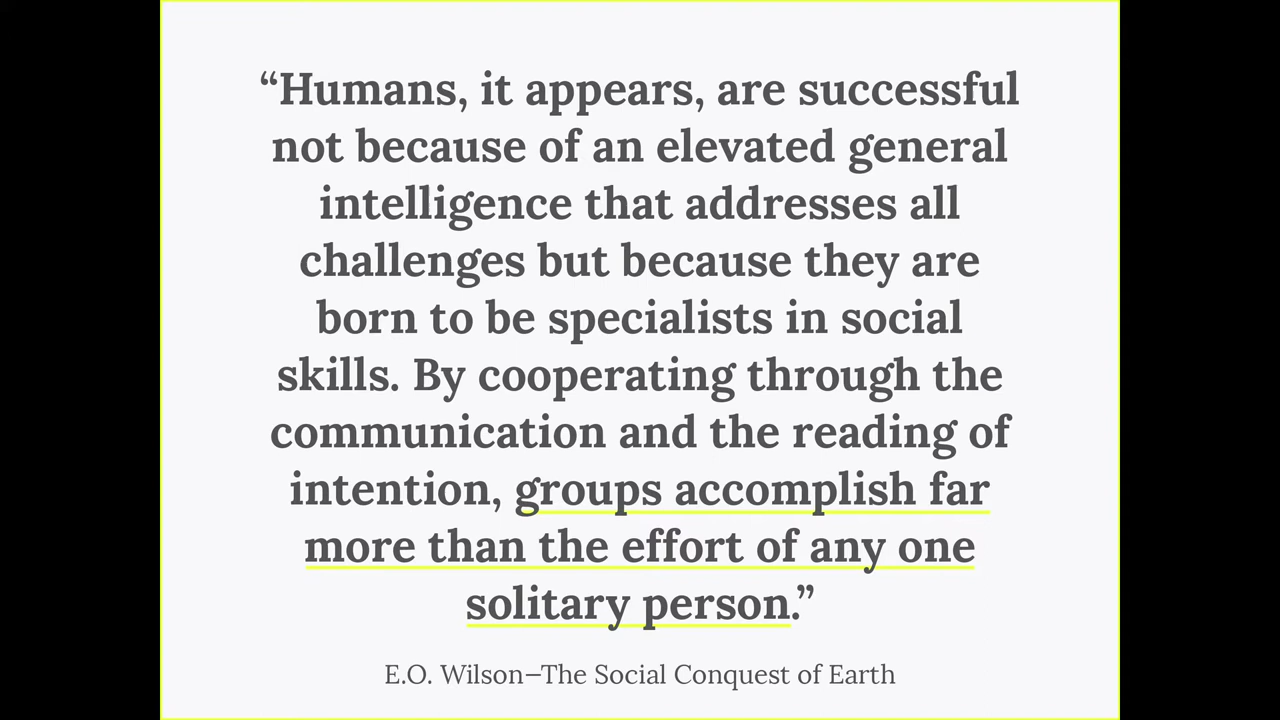 “Humans, it appears, are successful
not because of an elevated general
intelligence that addresses all
challenges but because they are
born to be specialists in social
skills. By cooperating through the
communication and the reading of
intention, groups accomplish far
more than the effort of any one
solitary person.”
E.O. Wilson—The Social Conquest of Earth